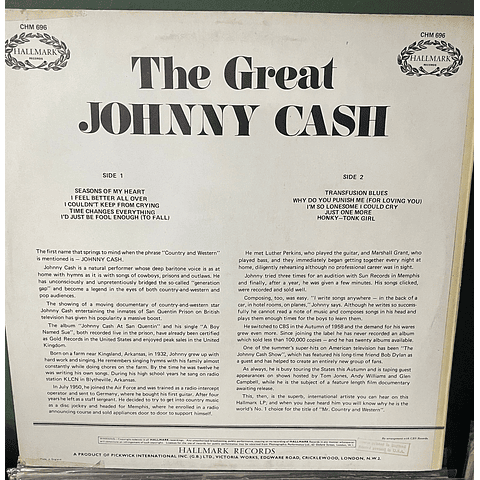 CHM 696
CHM 696
HALLMARK
RECORDS
HALLMARK
RECORDS
The Great
JOHNNY CASH
SIDE 1
SEASONS OF MY HEART
I FEEL BETTER ALL OVER
I COULDN'T KEEP FROM CRYING
TIME CHANGES EVERYTHING
I'D JUST BE FOOL ENOUGH (TO FALL)
SIDE 2
TRANSFUSION BLUES
WHY DO YOU PUNISH ME (FOR LOVING YOU)
I'M SO LONESOME I COULD CRY
JUST ONE MORE
HONKY–TONK GIRL
The first name that springs to mind when the phrase "Country and Western"
is mentioned is – JOHNNY CASH.
Johnny Cash is a natural performer whose deep baritone voice is as at
home with hymns as it is with songs of cowboys, prisons and outlaws. He
has unconsciously and unpretentiously bridged the so called "generation
gap" and become a legend in the eyes of both country-and-western and
pop audiences.
The showing of a moving documentary of country-and-western star
Johnny Cash entertaining the inmates of San Quentin Prison on British
television has given his popularity a massive boost.
The album "Johnny Cash At San Quentin" and his single "A Boy
Named Sue", both recorded live in the prison, have already been certified
as Gold Records in the United States and enjoyed peak sales in the United
Kingdom.
Born on a farm near Kingsland, Arkansas, in 1932, Johnny grew up with
hard work and singing. He remembers singing hymns with his family almost
constantly while doing chores on the farm. By the time he was twelve he
was writing his own songs. During his high school years he sang on radio
station KLCN in Blytheville, Arkansas.
In July 1950, he joined the Air Force and was trained as a radio intercept
operator and sent to Germany, where he bought his first guitar. After four
years he left as a staff sergeant. He decided to try to get into country music
as a disc jockey and headed for Memphis, where he enrolled in a radio
announcing course and sold appliances door to door to support himself.
He met Luther Perkins, who played the guitar, and Marshall Grant, who
played bass, and they immediately began getting together every night at
home, diligently rehearsing although no professional career was in sight.
Johnny tried three times for an audition with Sun Records in Memphis
and finally, after a year, he was given a few minutes. His songs clicked,
were recorded and sold well.
Composing, too, was easy. "I write songs anywhere – in the back of a
car, in hotel rooms, on planes," Johnny says. Although he writes so success-
fully he cannot read a note of music and composes songs in his head and
plays them enough times for the boys to learn them.
He switched to CBS in the Autumn of 1958 and the demand for his wares
grew even more. Since joining the label he has never recorded an album
which sold less than 100,000 copies – and he has twenty albums available.
One of the summer's super hits on American television has been "The
Johnny Cash Show", which has featured his long time friend Bob Dylan as
a guest and has helped to create an entirely new group of fans.
As always, he is busy touring the States this Autumn and is taping guest
appearances on shows hosted by Tom Jones, Andy Williams and Glen
Campbell, while he is the subject of a feature length film documentary
awaiting release.
This, then, is the superb, international artiste you can hear on this
Hallmark LP, and when you have heard him you will know why he is the
world's No. 1 choice for the title of "Mr. Country and Western".
HALLMARK RECORDS
A PRODUCT OF PICKWICK INTERNATIONAL INC. (G.B.) LTD., VICTORIA WORKS, EDGWARE ROAD, CRICKLEWOOD, LONDON, N.W.2.